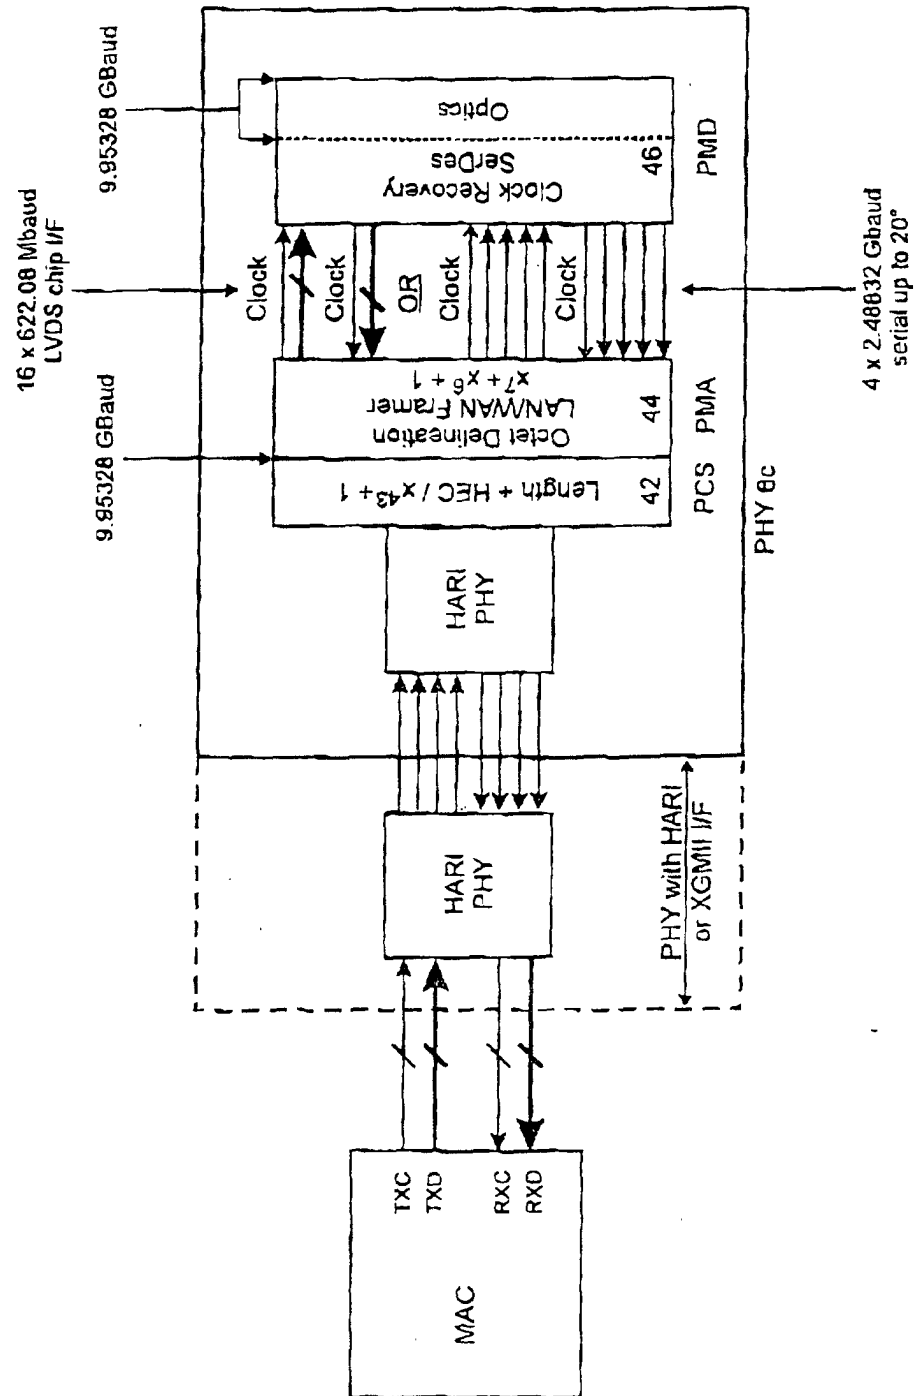 16 x 622.08 Mbaud
LVDS chip I/F
9.95328 GBaud
9.95328 GBaud
MAC
TXC
TXD
RXC
RXD
HARI
PHY
PHY with HARI
or XGMII I/F
HARI
PHY
Length + HEC / x⁴³+ 1
42
PCS
Octet Delineation
LAN/WAN Framer
x⁷+ x⁶ + 1
44
PMA
Clock
Clock
OR
Clock
Clock
Clock Recovery
SerDes
46
Optics
PMD
4 x 2.48832 Gbaud
serial up to 20°
PHY 6c